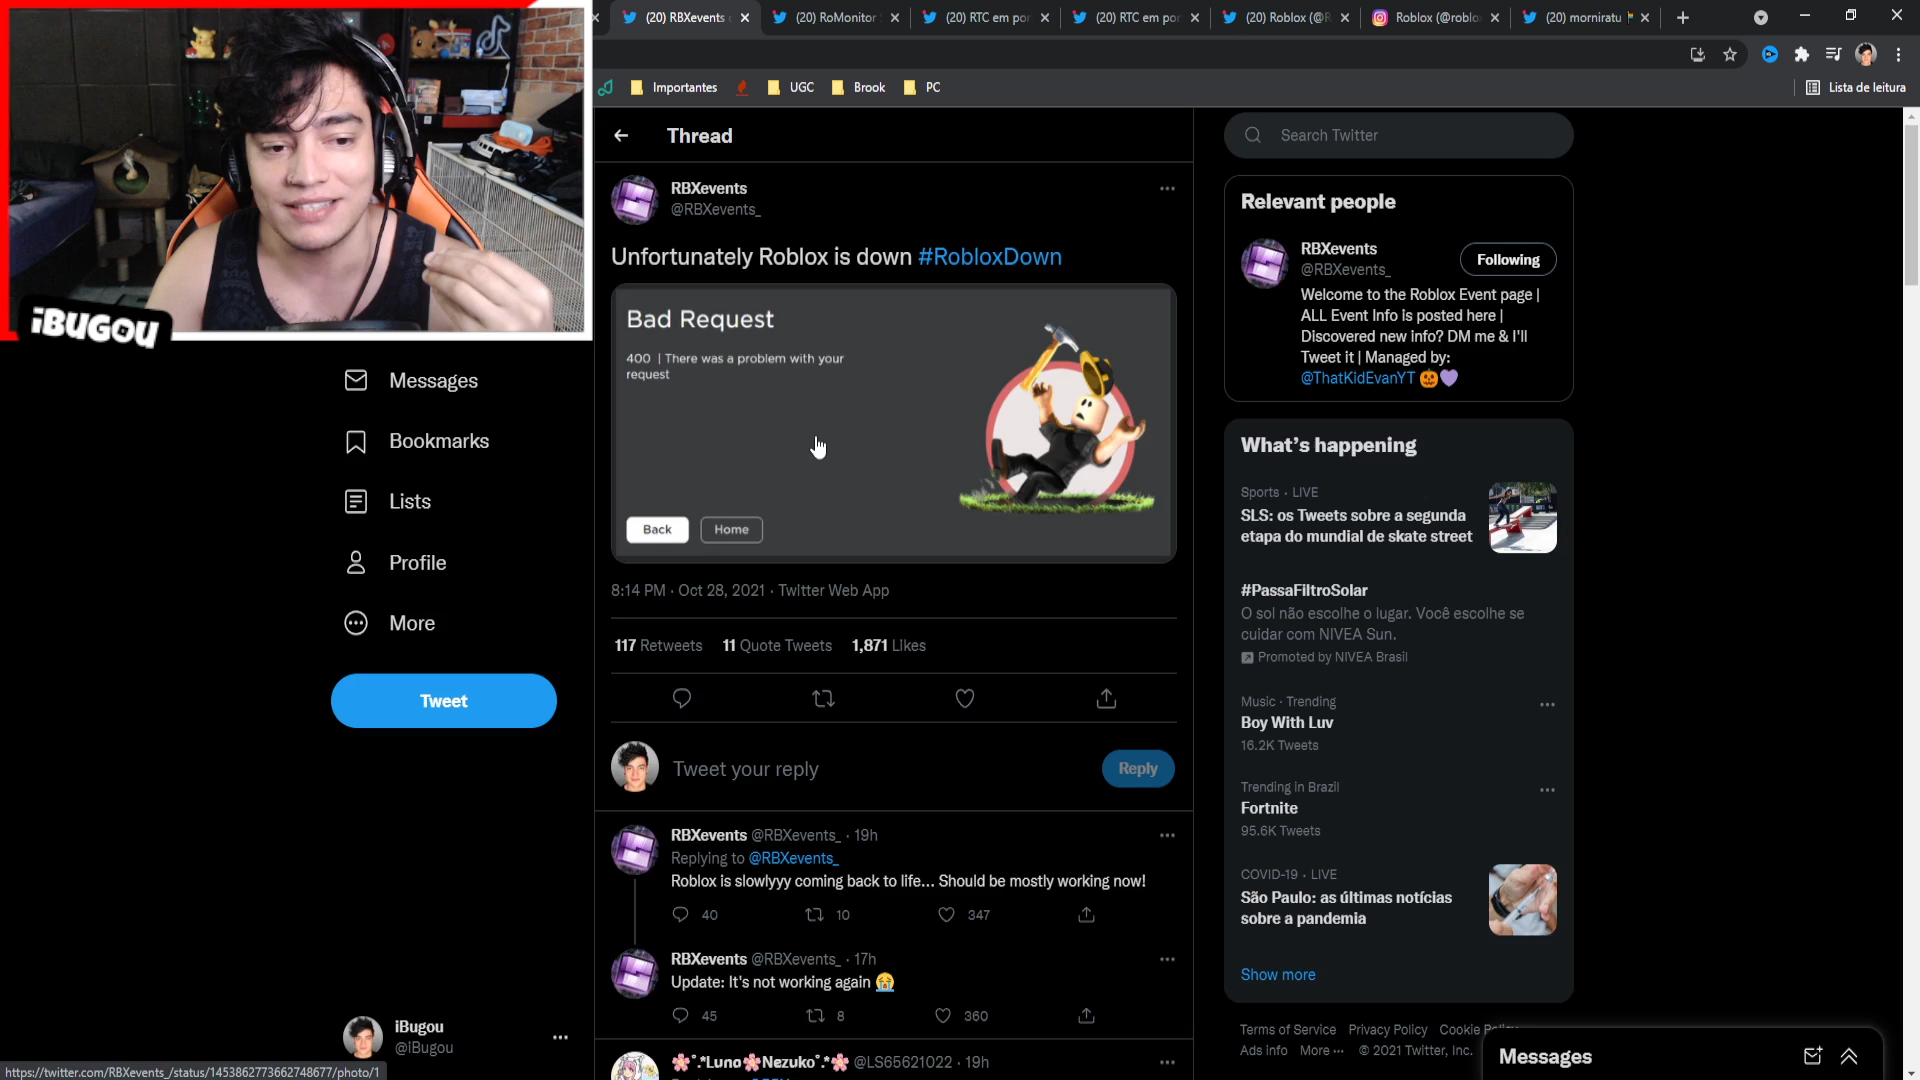 (20) RBXevents
(20) RoMonitor
(20) RTC em por
(20) RTC em por
(20) Roblox (@R
Roblox (@roblo
(20) morniratu
Importantes
UGC
Brook
PC
Lista de leitura
iBUGOU
Messages
Bookmarks
Lists
Profile
More
Tweet
iBugou
@iBugou
https://twitter.com/RBXevents_/status/1453862773662748677/photo/1
Thread
RBXevents
@RBXevents_
Unfortunately Roblox is down #RobloxDown
Bad Request
400 | There was a problem with your
request
Back Home
8:14 PM · Oct 28, 2021 · Twitter Web App
117 Retweets 11 Quote Tweets 1,871 Likes
Tweet your reply
Reply
RBXevents @RBXevents_ · 19h
Replying to @RBXevents_
Roblox is slowlyyy coming back to life... Should be mostly working now!
40 10 347
RBXevents @RBXevents_ · 17h
Update: It's not working again 😭
45 8 360
🌸˚.*Luna🌸Nezuko˚.*🌸 @LS65621022 · 19h
Search Twitter
Relevant people
RBXevents
@RBXevents_
Following
Welcome to the Roblox Event page |
ALL Event Info is posted here |
Discovered new info? DM me & I'll
Tweet it | Managed by:
@ThatKidEvanYT 🎃💜
What's happening
Sports · LIVE
SLS: os Tweets sobre a segunda
etapa do mundial de skate street
#PassaFiltroSolar
O sol não escolhe o lugar. Você escolhe se
cuidar com NIVEA Sun.
Promoted by NIVEA Brasil
Music · Trending
Boy With Luv
16.2K Tweets
Trending in Brazil
Fortnite
95.6K Tweets
COVID-19 · LIVE
São Paulo: as últimas notícias
sobre a pandemia
Show more
Terms of Service Privacy Policy Cookie
Ads info More ··· © 2021 Twitter, Inc.
Messages